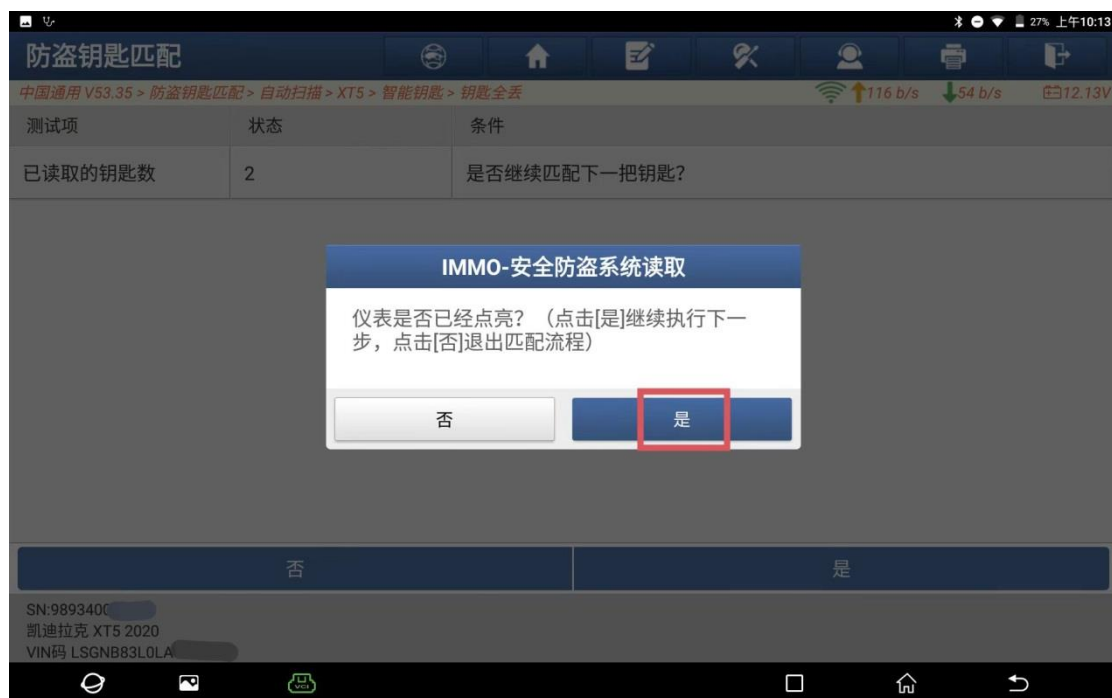 27% 上午10:13
防盗钥匙匹配
中国通用 V53.35 > 防盗钥匙匹配 > 自动扫描 > XT5 > 智能钥匙 > 钥匙全丢 116 b/s 54 b/s 12.13V
测试项 状态 条件
已读取的钥匙数 2 是否继续匹配下一把钥匙？
IMMO-安全防盗系统读取
仪表是否已经点亮？（点击[是]继续执行下一
步，点击[否]退出匹配流程）
否 是
否 是
SN:9893400
凯迪拉克 XT5 2020
VIN码 LSGNB83L0LA
VCI